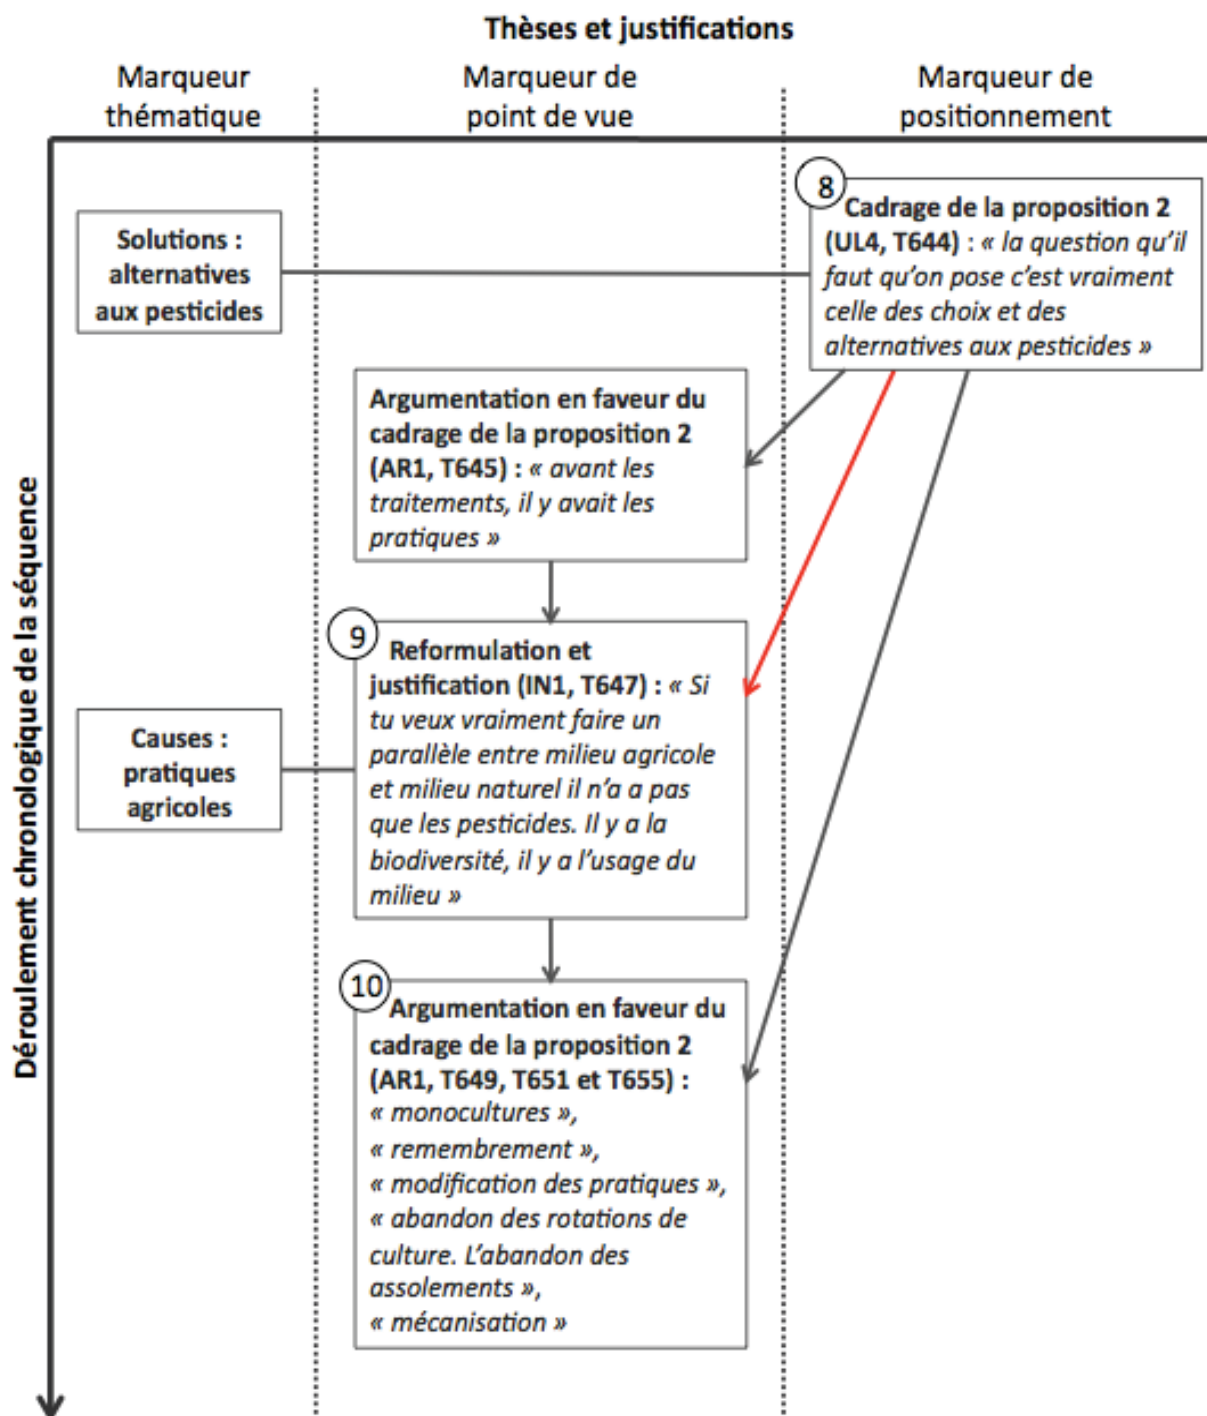 Thèses et justifications
Marqueur
thématique
Marqueur de
point de vue
Marqueur de
positionnement
Déroulement chronologique de la séquence
Solutions :
alternatives
aux pesticides
8
Cadrage de la proposition 2
(UL4, T644) : « la question qu’il
faut qu’on pose c’est vraiment
celle des choix et des
alternatives aux pesticides »
Argumentation en faveur du
cadrage de la proposition 2
(AR1, T645) : « avant les
traitements, il y avait les
pratiques »
9
Reformulation et
justification (IN1, T647) : « Si
tu veux vraiment faire un
parallèle entre milieu agricole
et milieu naturel il n’a a pas
que les pesticides. Il y a la
biodiversité, il y a l’usage du
milieu »
Causes :
pratiques
agricoles
10
Argumentation en faveur du
cadrage de la proposition 2
(AR1, T649, T651 et T655) :
« monocultures »,
« remembrement »,
« modification des pratiques »,
« abandon des rotations de
culture. L’abandon des
assolements »,
« mécanisation »